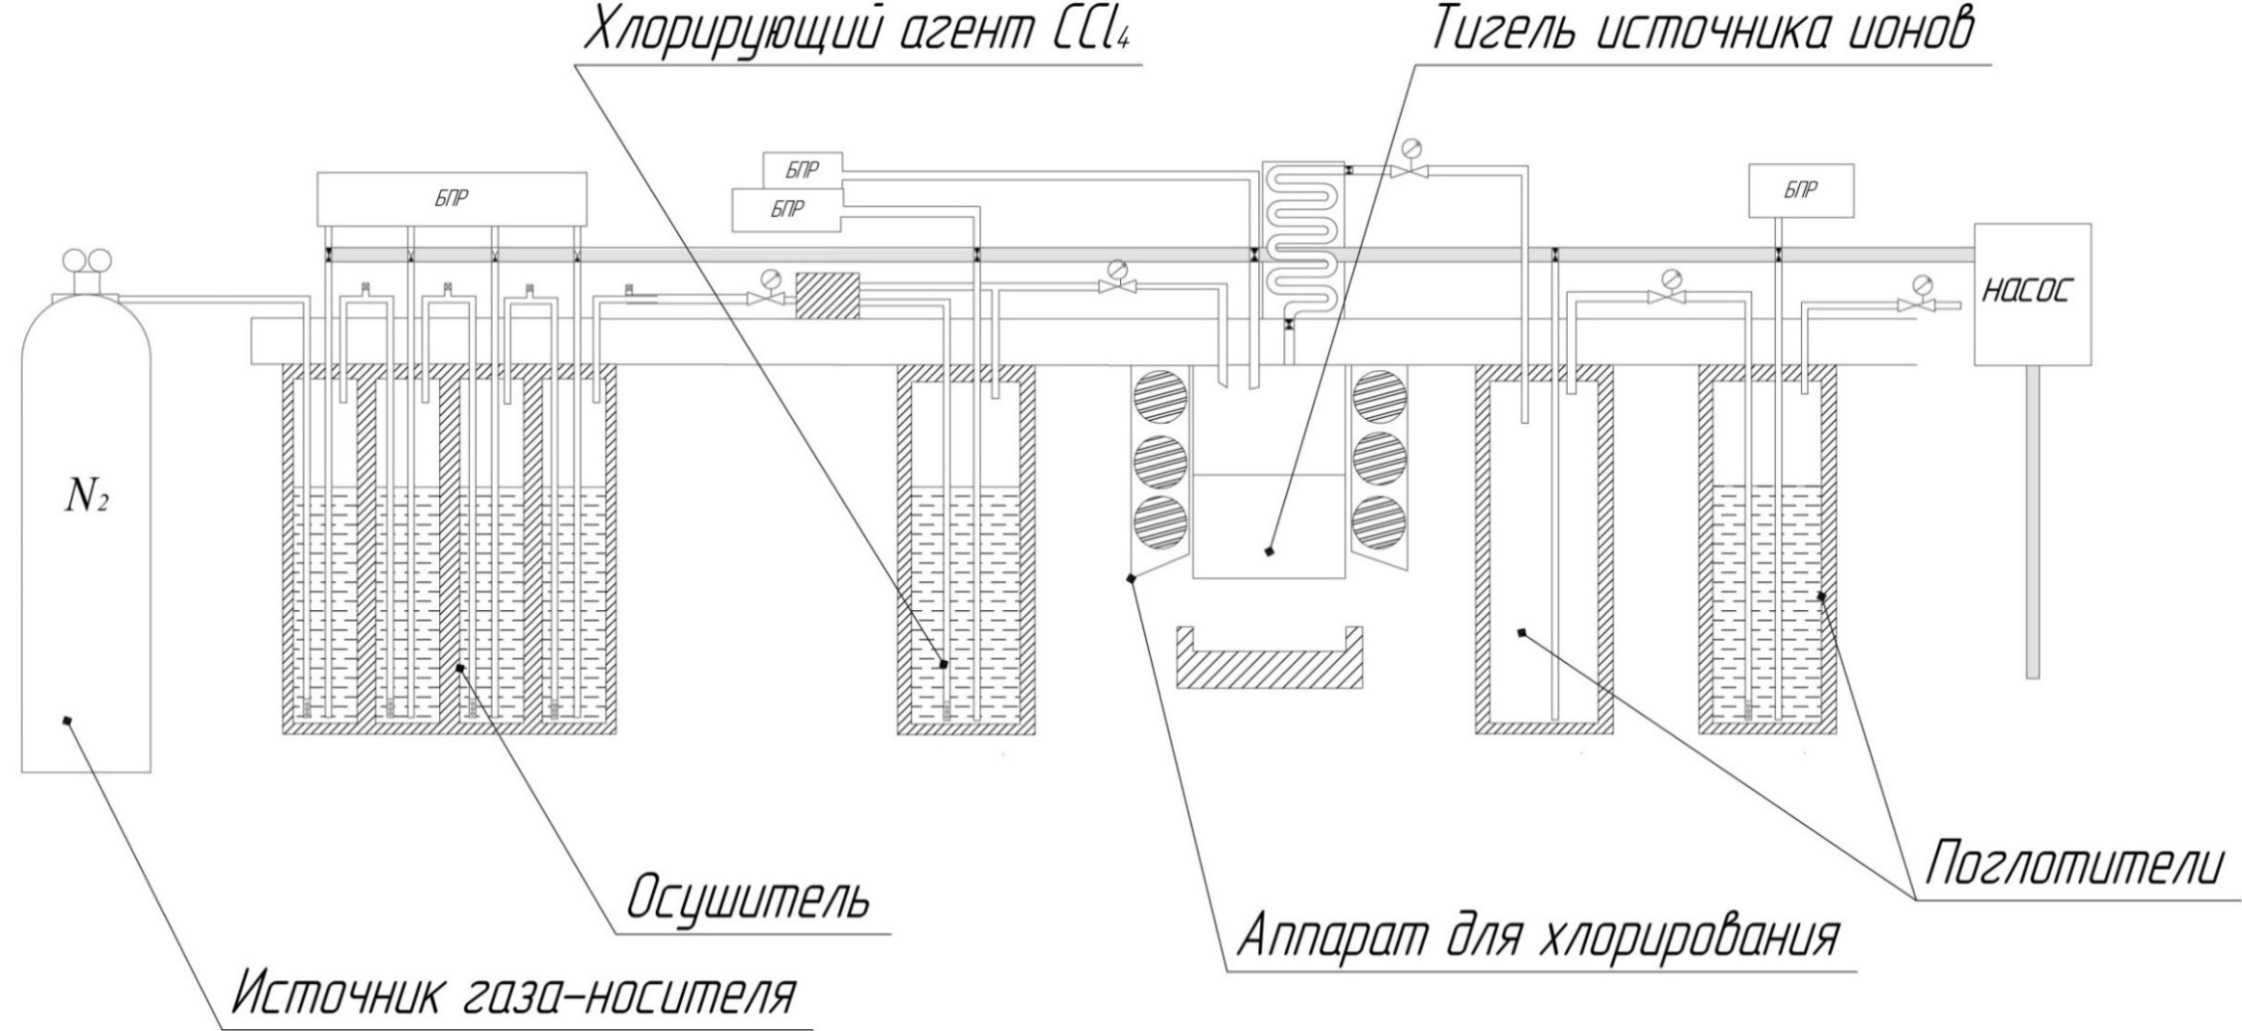 Хлорирующий агент CCl₄
Тигель источника ионов
БПР
БПР
БПР
БПР
насос
N₂
Поглотители
Осушитель
Аппарат для хлорирования
Источник газа-носителя